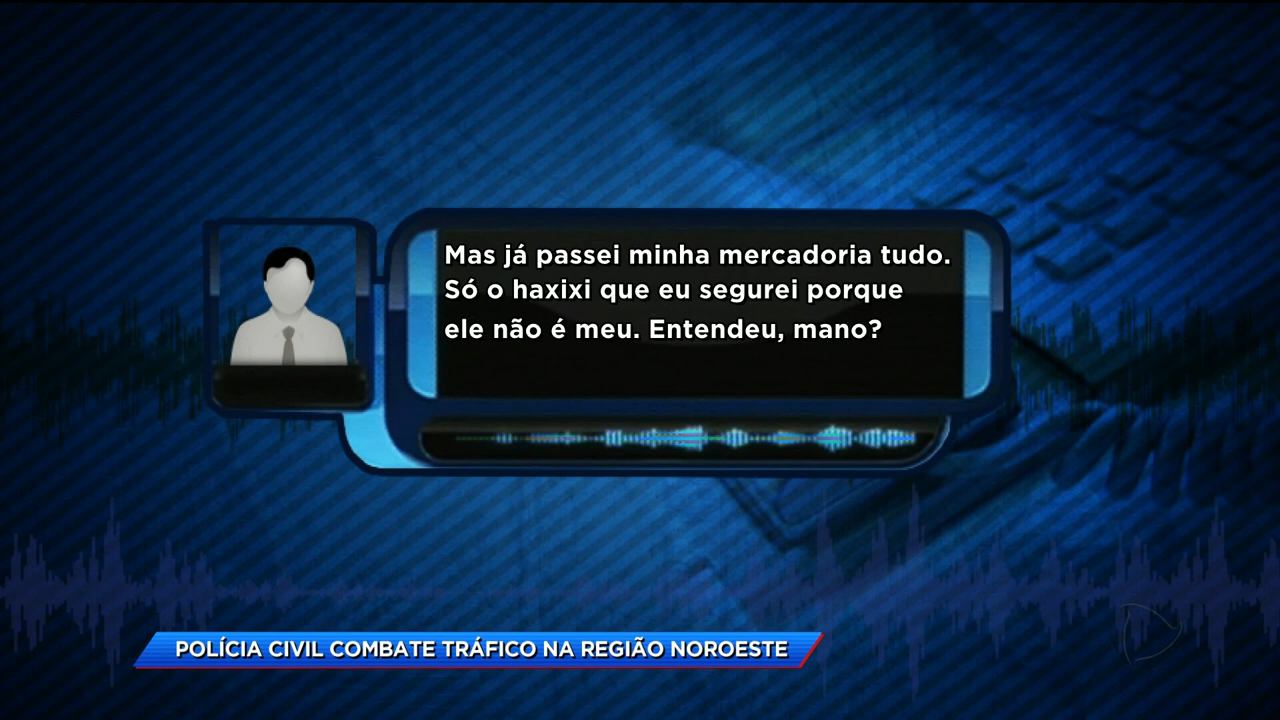 Mas já passei minha mercadoria tudo.
Só o haxixi que eu segurei porque
ele não é meu. Entendeu, mano?
POLÍCIA CIVIL COMBATE TRÁFICO NA REGIÃO NOROESTE